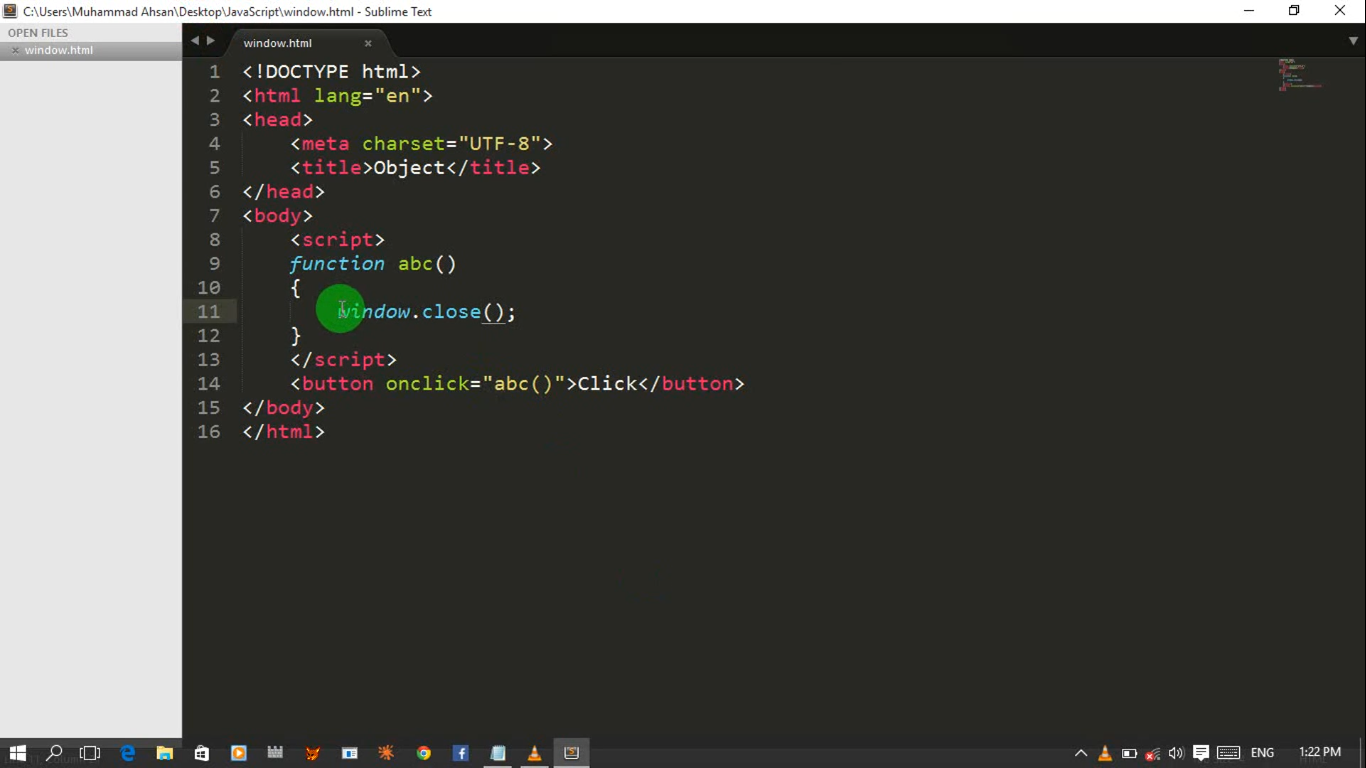 C:\Users\Muhammad Ahsan\Desktop\JavaScript\window.html - Sublime Text
OPEN FILES
window.html
window.html
1 <!DOCTYPE html>
2 <html lang="en">
3 <head>
4 <meta charset="UTF-8">
5 <title>Object</title>
6 </head>
7 <body>
8 <script>
9 function abc()
10 {
11 window.close();
12 }
13 </script>
14 <button onclick="abc()">Click</button>
15 </body>
16 </html>
ENG
1:22 PM